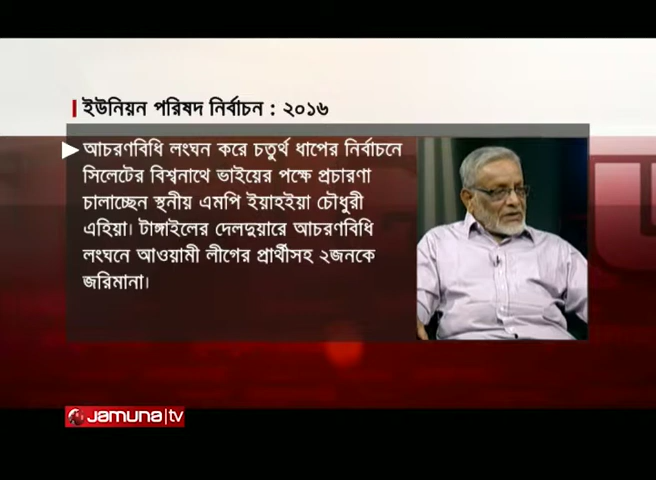 ইউনিয়ন পরিষদ নির্বাচন : ২০১৬
আচরণবিধি লংঘন করে চতুর্থ ধাপের নির্বাচনে
সিলেটের বিশ্বনাথে ভাইয়ের পক্ষে প্রচারণা
চালাচ্ছেন স্থনীয় এমপি ইয়াহইয়া চৌধুরী
এহিয়া। টাঙ্গাইলের দেলদুয়ারে আচরণবিধি
লংঘনে আওয়ামী লীগের প্রার্থীসহ ২জনকে
জরিমানা।
Jamuna|tv